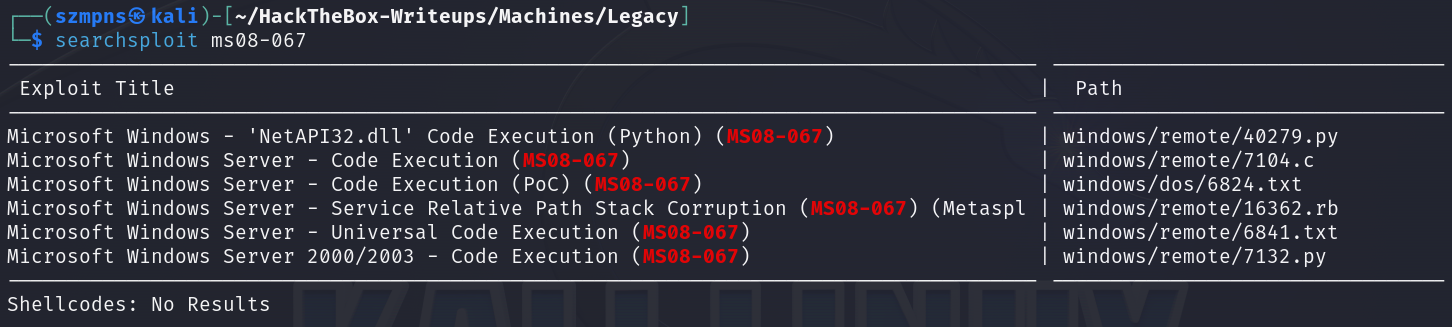 (szmpns㉿kali)-[~/HackTheBox-Writeups/Machines/Legacy]
$ searchsploit ms08-067
Exploit Title | Path
Microsoft Windows - 'NetAPI32.dll' Code Execution (Python) (MS08-067) | windows/remote/40279.py
Microsoft Windows Server - Code Execution (MS08-067) | windows/remote/7104.c
Microsoft Windows Server - Code Execution (PoC) (MS08-067) | windows/dos/6824.txt
Microsoft Windows Server - Service Relative Path Stack Corruption (MS08-067) (Metaspl | windows/remote/16362.rb
Microsoft Windows Server - Universal Code Execution (MS08-067) | windows/remote/6841.txt
Microsoft Windows Server 2000/2003 - Code Execution (MS08-067) | windows/remote/7132.py
Shellcodes: No Results